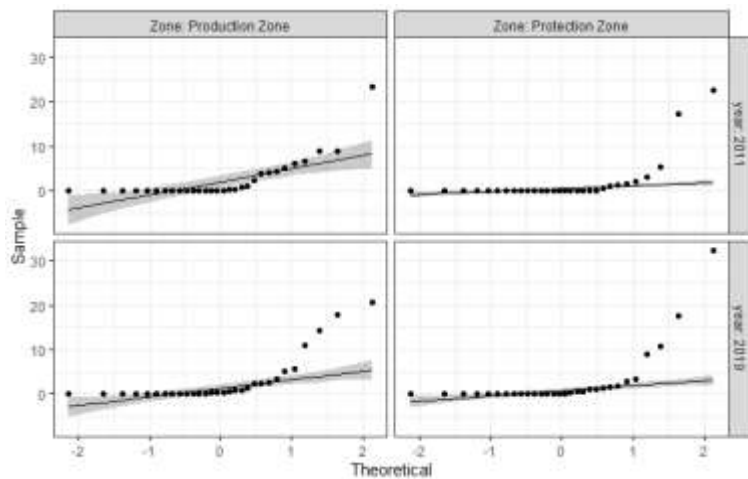 Zone: Production Zone
Zone: Protection Zone
30
20
10
0
year: 2011
Sample
30
20
10
0
year: 2019
-2 -1 0 1 2
-2 -1 0 1 2
Theoretical